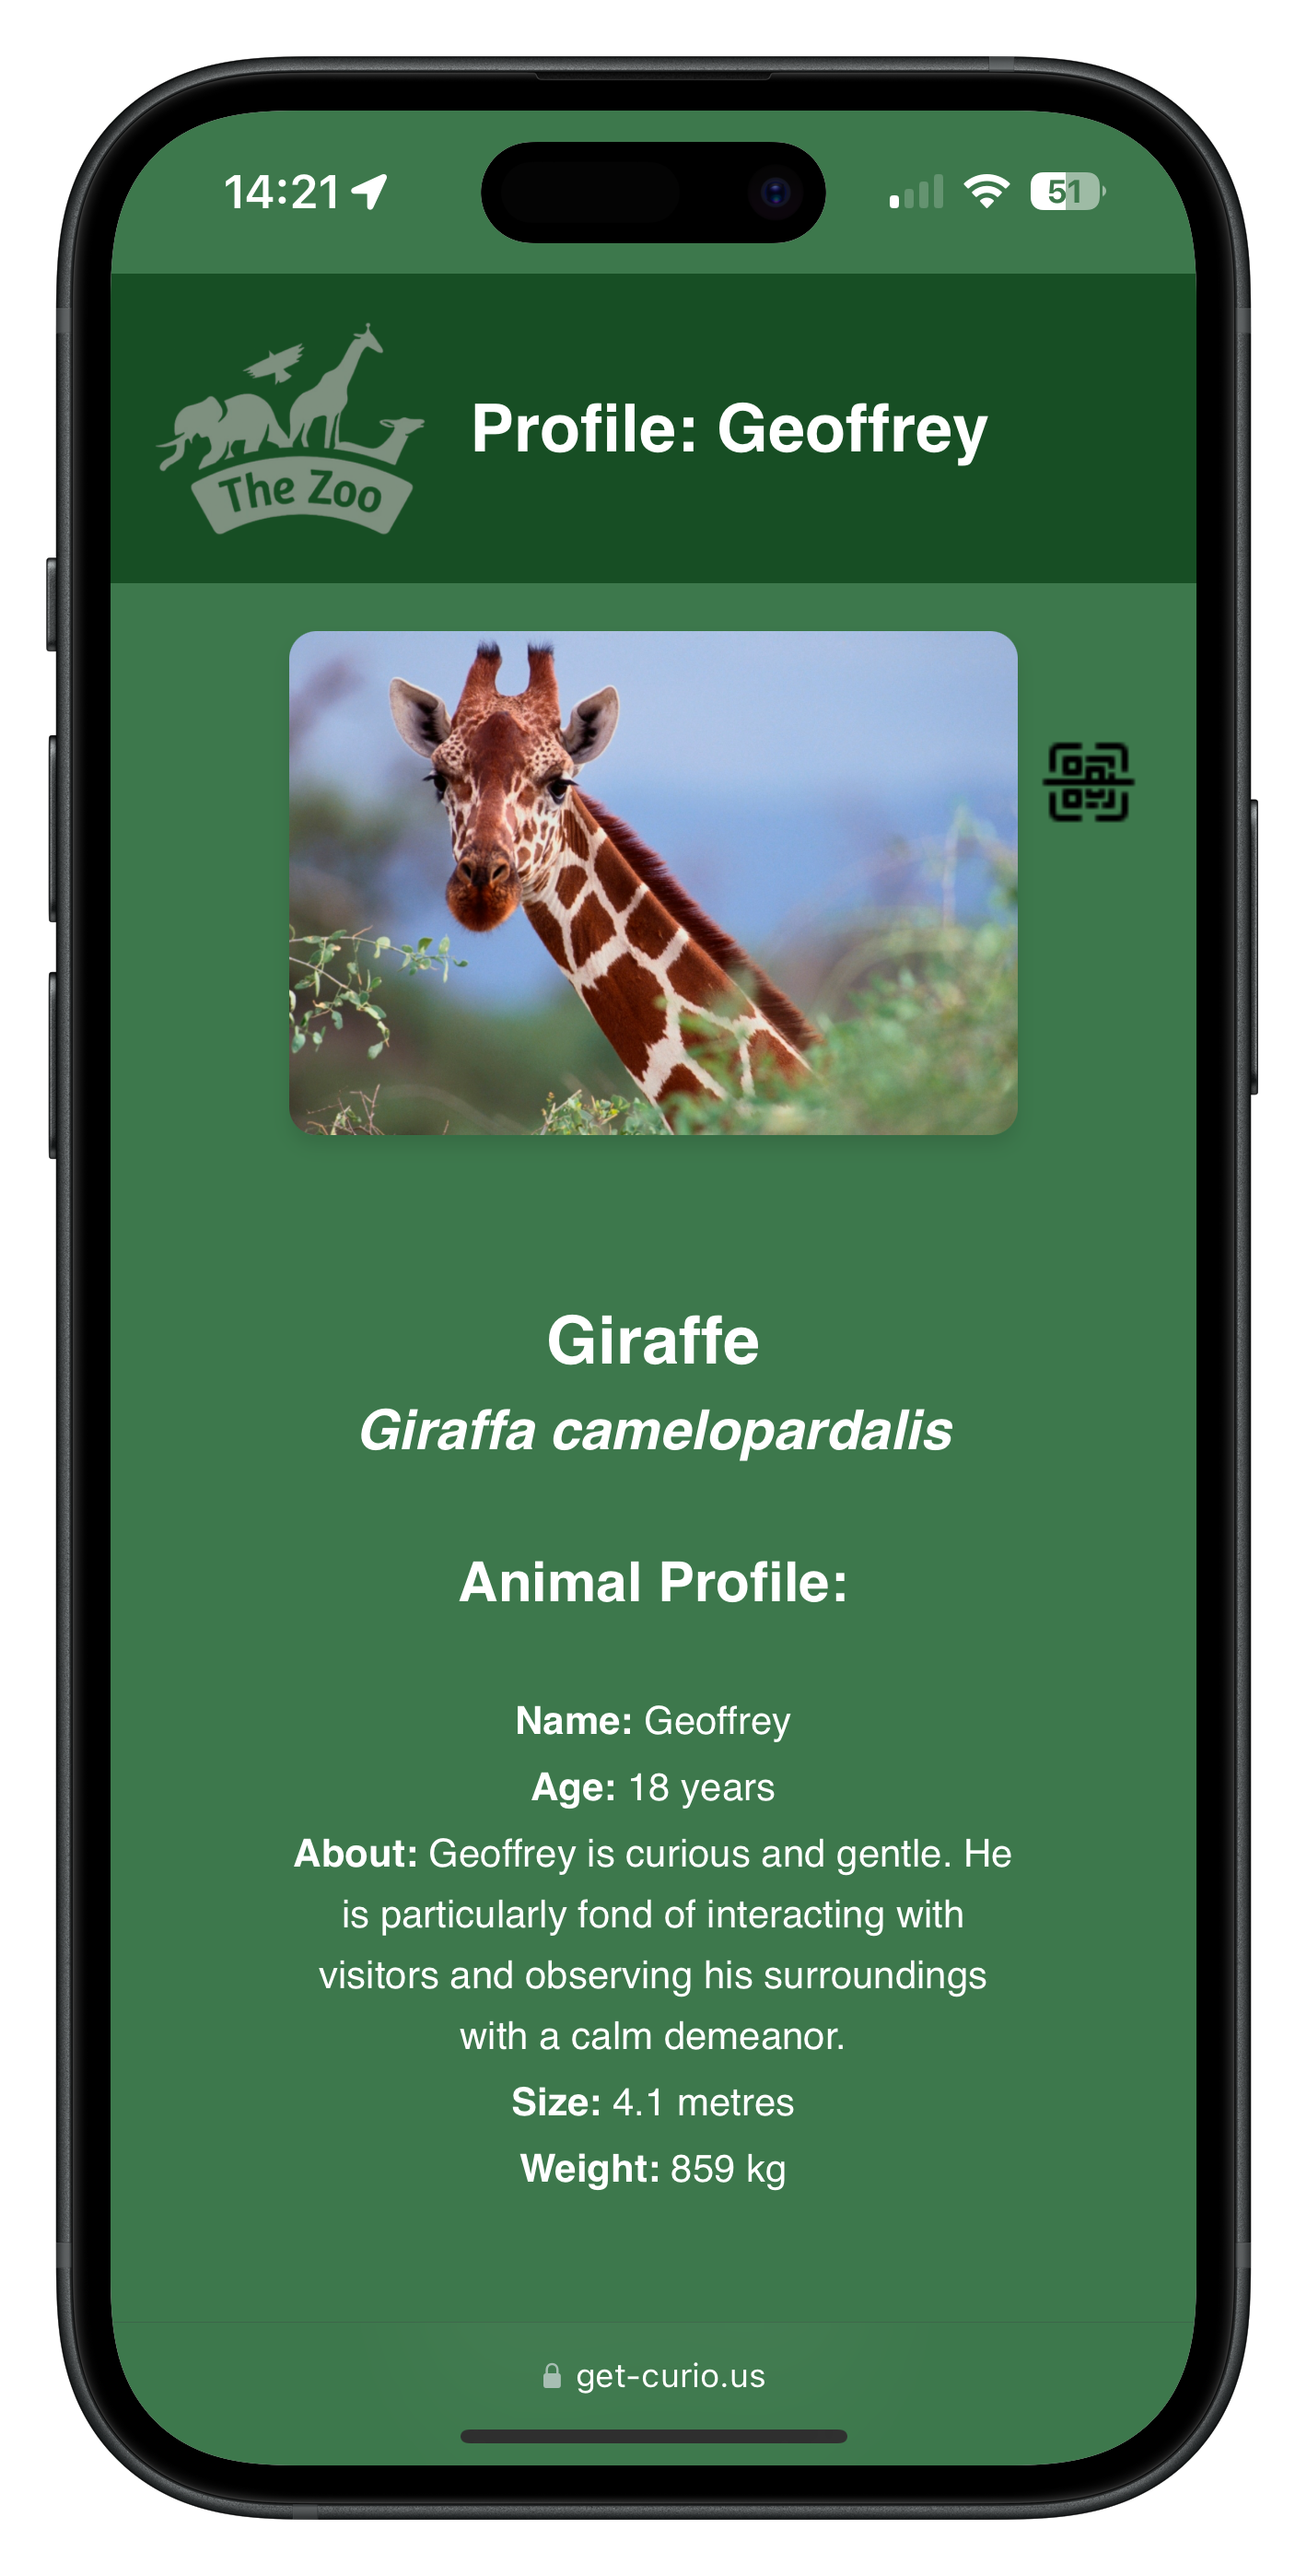 14:21
51
The Zoo
Profile: Geoffrey
Giraffe
Giraffa camelopardalis
Animal Profile:
Name: Geoffrey
Age: 18 years
About: Geoffrey is curious and gentle. He
is particularly fond of interacting with
visitors and observing his surroundings
with a calm demeanor.
Size: 4.1 metres
Weight: 859 kg
get-curio.us